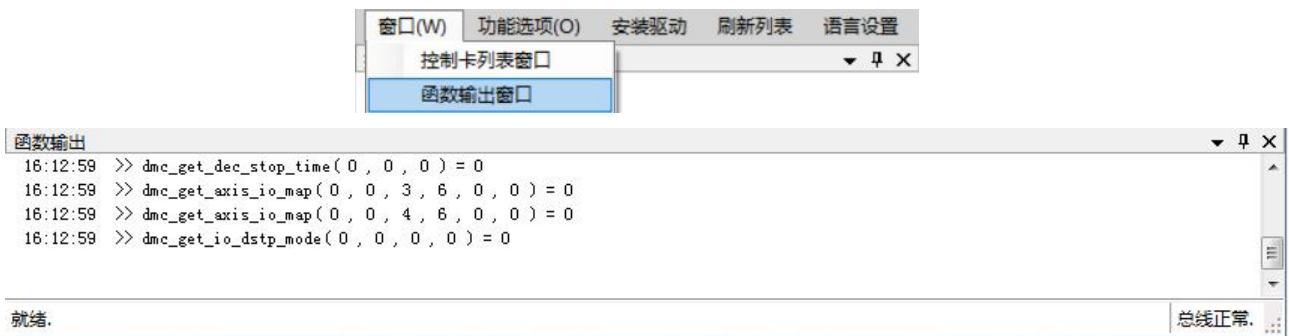 窗口(W) 功能选项(O) 安装驱动 刷新列表 语言设置
控制卡列表窗口
函数输出窗口
函数输出
16:12:59 >> dmc_get_dec_stop_time( 0 , 0 , 0 ) = 0
16:12:59 >> dmc_get_axis_io_map( 0 , 0 , 3 , 6 , 0 , 0 ) = 0
16:12:59 >> dmc_get_axis_io_map( 0 , 0 , 4 , 6 , 0 , 0 ) = 0
16:12:59 >> dmc_get_io_dstp_mode( 0 , 0 , 0 , 0 ) = 0
就绪. 总线正常.